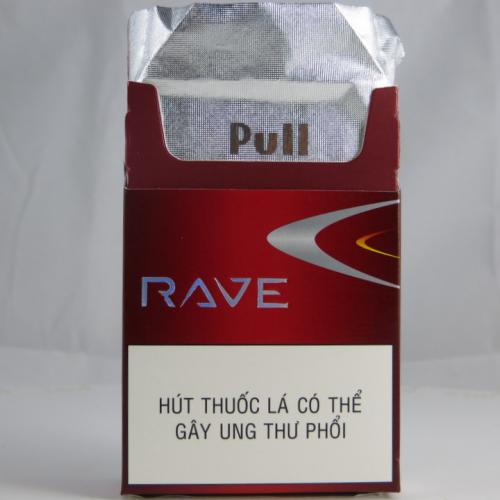 Pull
RAVE
HÚT THUỐC LÁ CÓ THỂ
GÂY UNG THƯ PHỔI